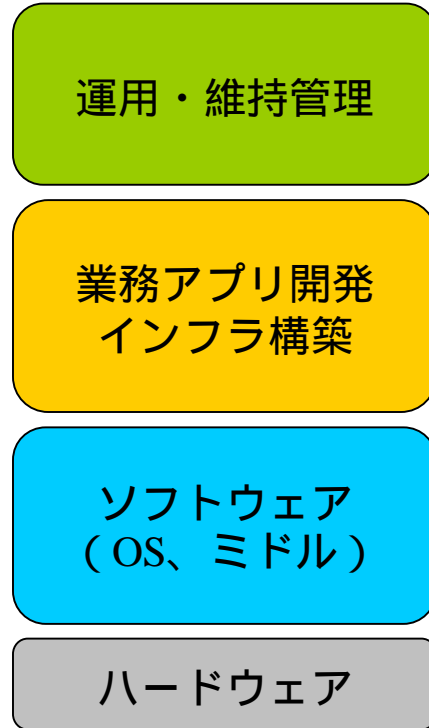 運用・維持管理
業務アプリ開発
インフラ構築
ソフトウェア
（OS、ミドル）
ハードウェア